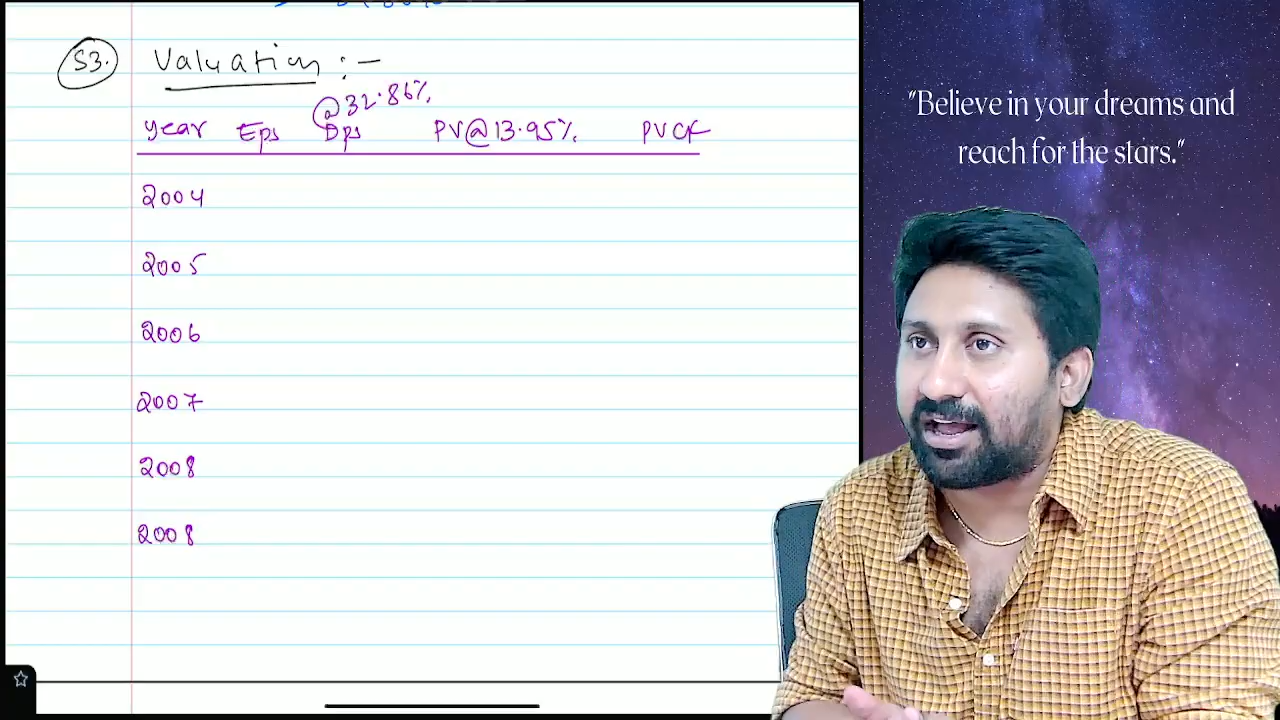 S3. Valuation :-
@32.86%
year Eps Dps PV@13.95% PVCF
2004
2005
2006
2007
2008
2008
"Believe in your dreams and
reach for the stars."